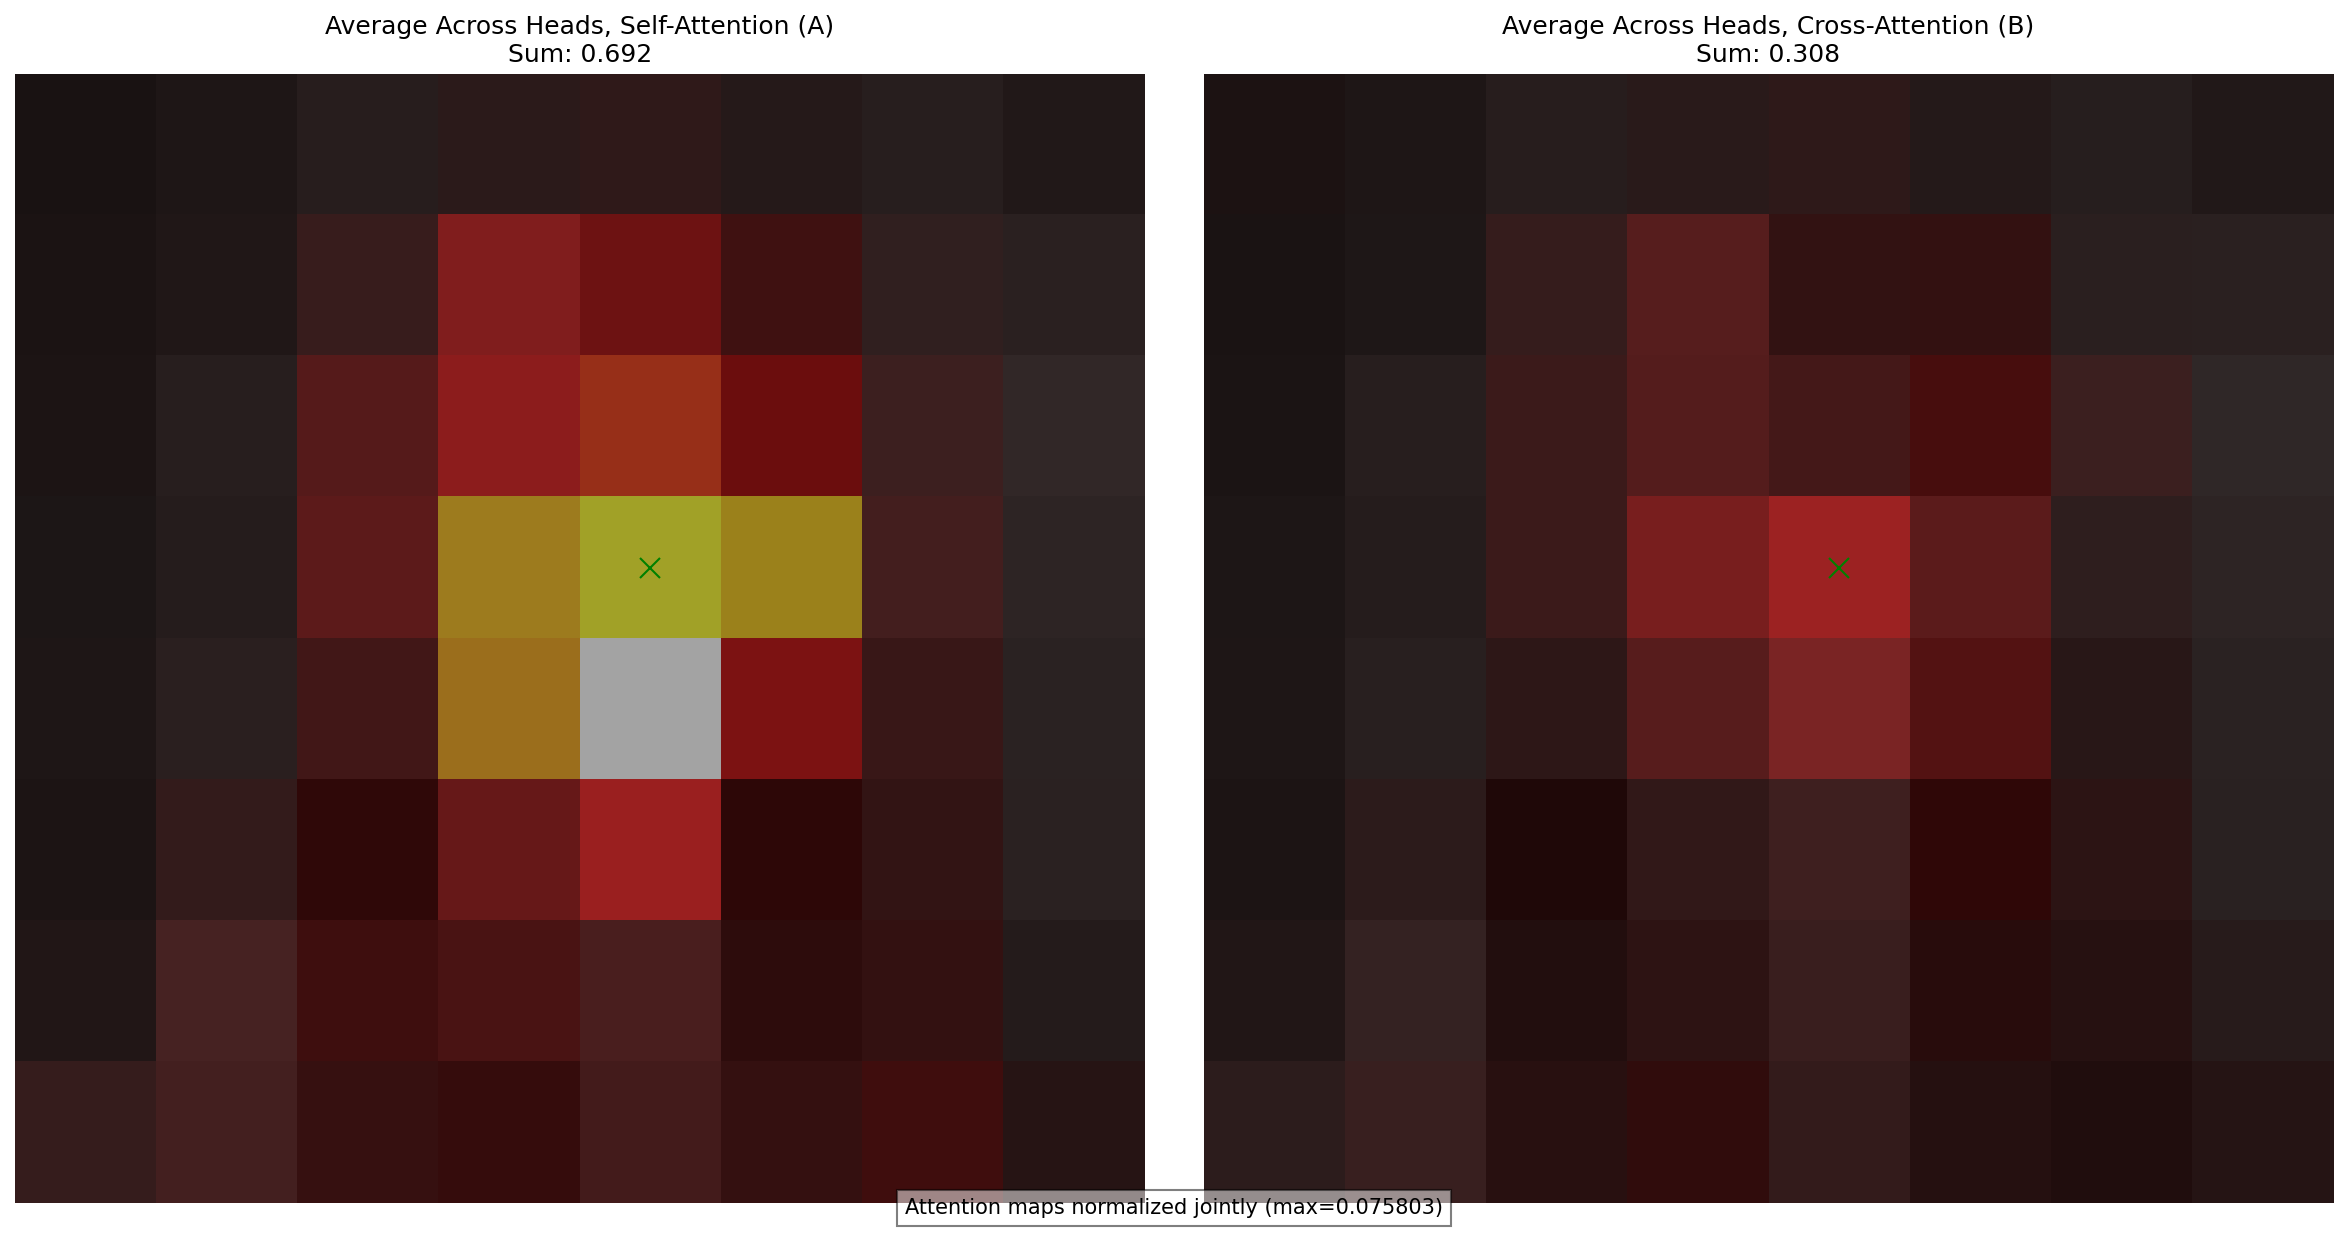 Average Across Heads, Self-Attention (A)
Sum: 0.692
Average Across Heads, Cross-Attention (B)
Sum: 0.308
Attention maps normalized jointly (max=0.075803)